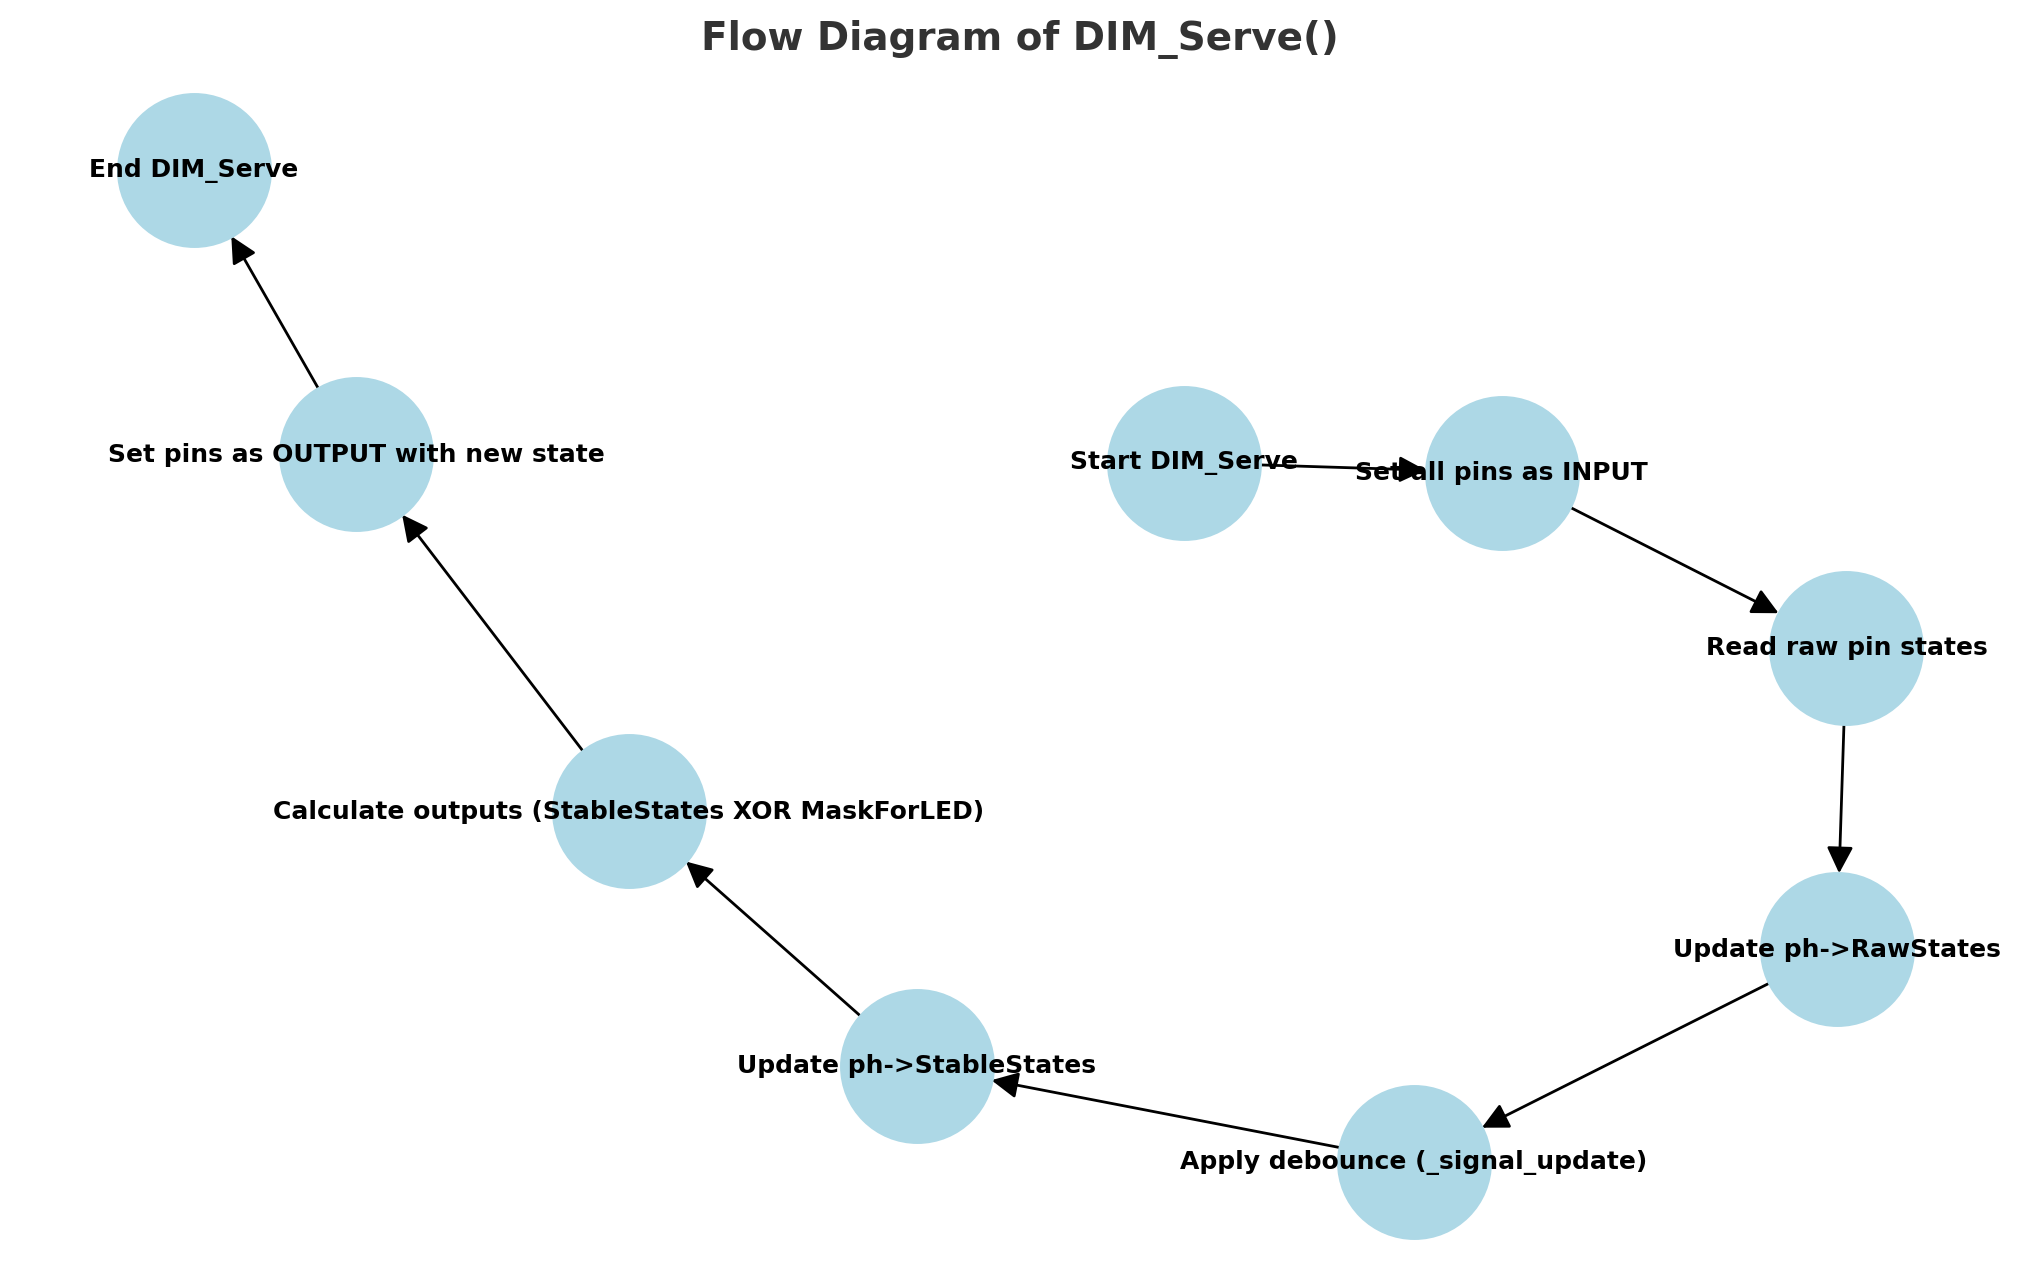 Flow Diagram of DIM_Serve()
Start DIM_Serve
Set all pins as INPUT
Read raw pin states
Update ph->RawStates
Apply debounce (_signal_update)
Update ph->StableStates
Calculate outputs (StableStates XOR MaskForLED)
Set pins as OUTPUT with new state
End DIM_Serve